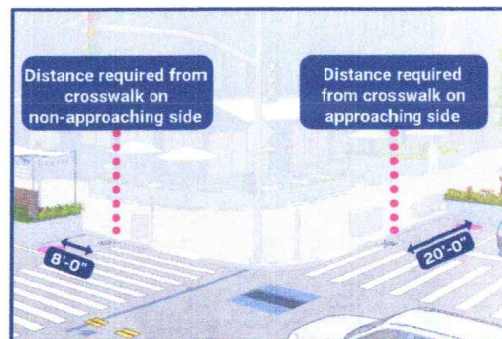 Distance required from
crosswalk on
non-approaching side
Distance required
from crosswalk on
approaching side
8'-0"
20'-0"